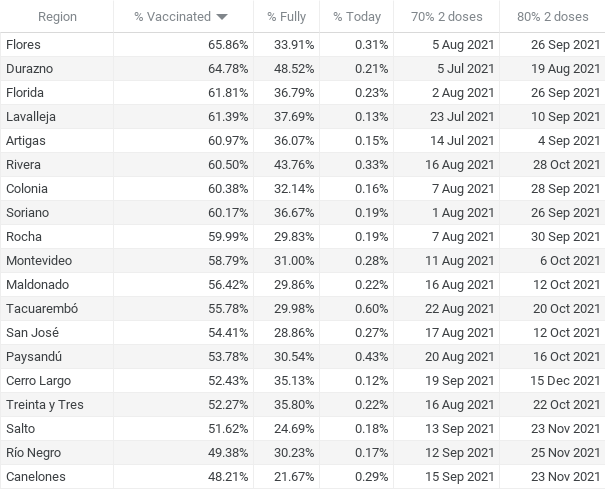 Region % Vaccinated % Fully % Today 70% 2 doses 80% 2 doses
Flores 65.86% 33.91% 0.31% 5 Aug 2021 26 Sep 2021
Durazno 64.78% 48.52% 0.21% 5 Jul 2021 19 Aug 2021
Florida 61.81% 36.79% 0.23% 2 Aug 2021 26 Sep 2021
Lavalleja 61.39% 37.69% 0.13% 23 Jul 2021 10 Sep 2021
Artigas 60.97% 36.07% 0.15% 14 Jul 2021 4 Sep 2021
Rivera 60.50% 43.76% 0.33% 16 Aug 2021 28 Oct 2021
Colonia 60.38% 32.14% 0.16% 7 Aug 2021 28 Sep 2021
Soriano 60.17% 36.67% 0.19% 1 Aug 2021 26 Sep 2021
Rocha 59.99% 29.83% 0.19% 7 Aug 2021 30 Sep 2021
Montevideo 58.79% 31.00% 0.28% 11 Aug 2021 6 Oct 2021
Maldonado 56.42% 29.86% 0.22% 16 Aug 2021 12 Oct 2021
Tacuarembó 55.78% 29.98% 0.60% 22 Aug 2021 20 Oct 2021
San José 54.41% 28.86% 0.27% 17 Aug 2021 12 Oct 2021
Paysandú 53.78% 30.54% 0.43% 20 Aug 2021 16 Oct 2021
Cerro Largo 52.43% 35.13% 0.12% 19 Sep 2021 15 Dec 2021
Treinta y Tres 52.27% 35.80% 0.22% 16 Aug 2021 22 Oct 2021
Salto 51.62% 24.69% 0.18% 13 Sep 2021 23 Nov 2021
Río Negro 49.38% 30.23% 0.17% 12 Sep 2021 25 Nov 2021
Canelones 48.21% 21.67% 0.29% 15 Sep 2021 23 Nov 2021